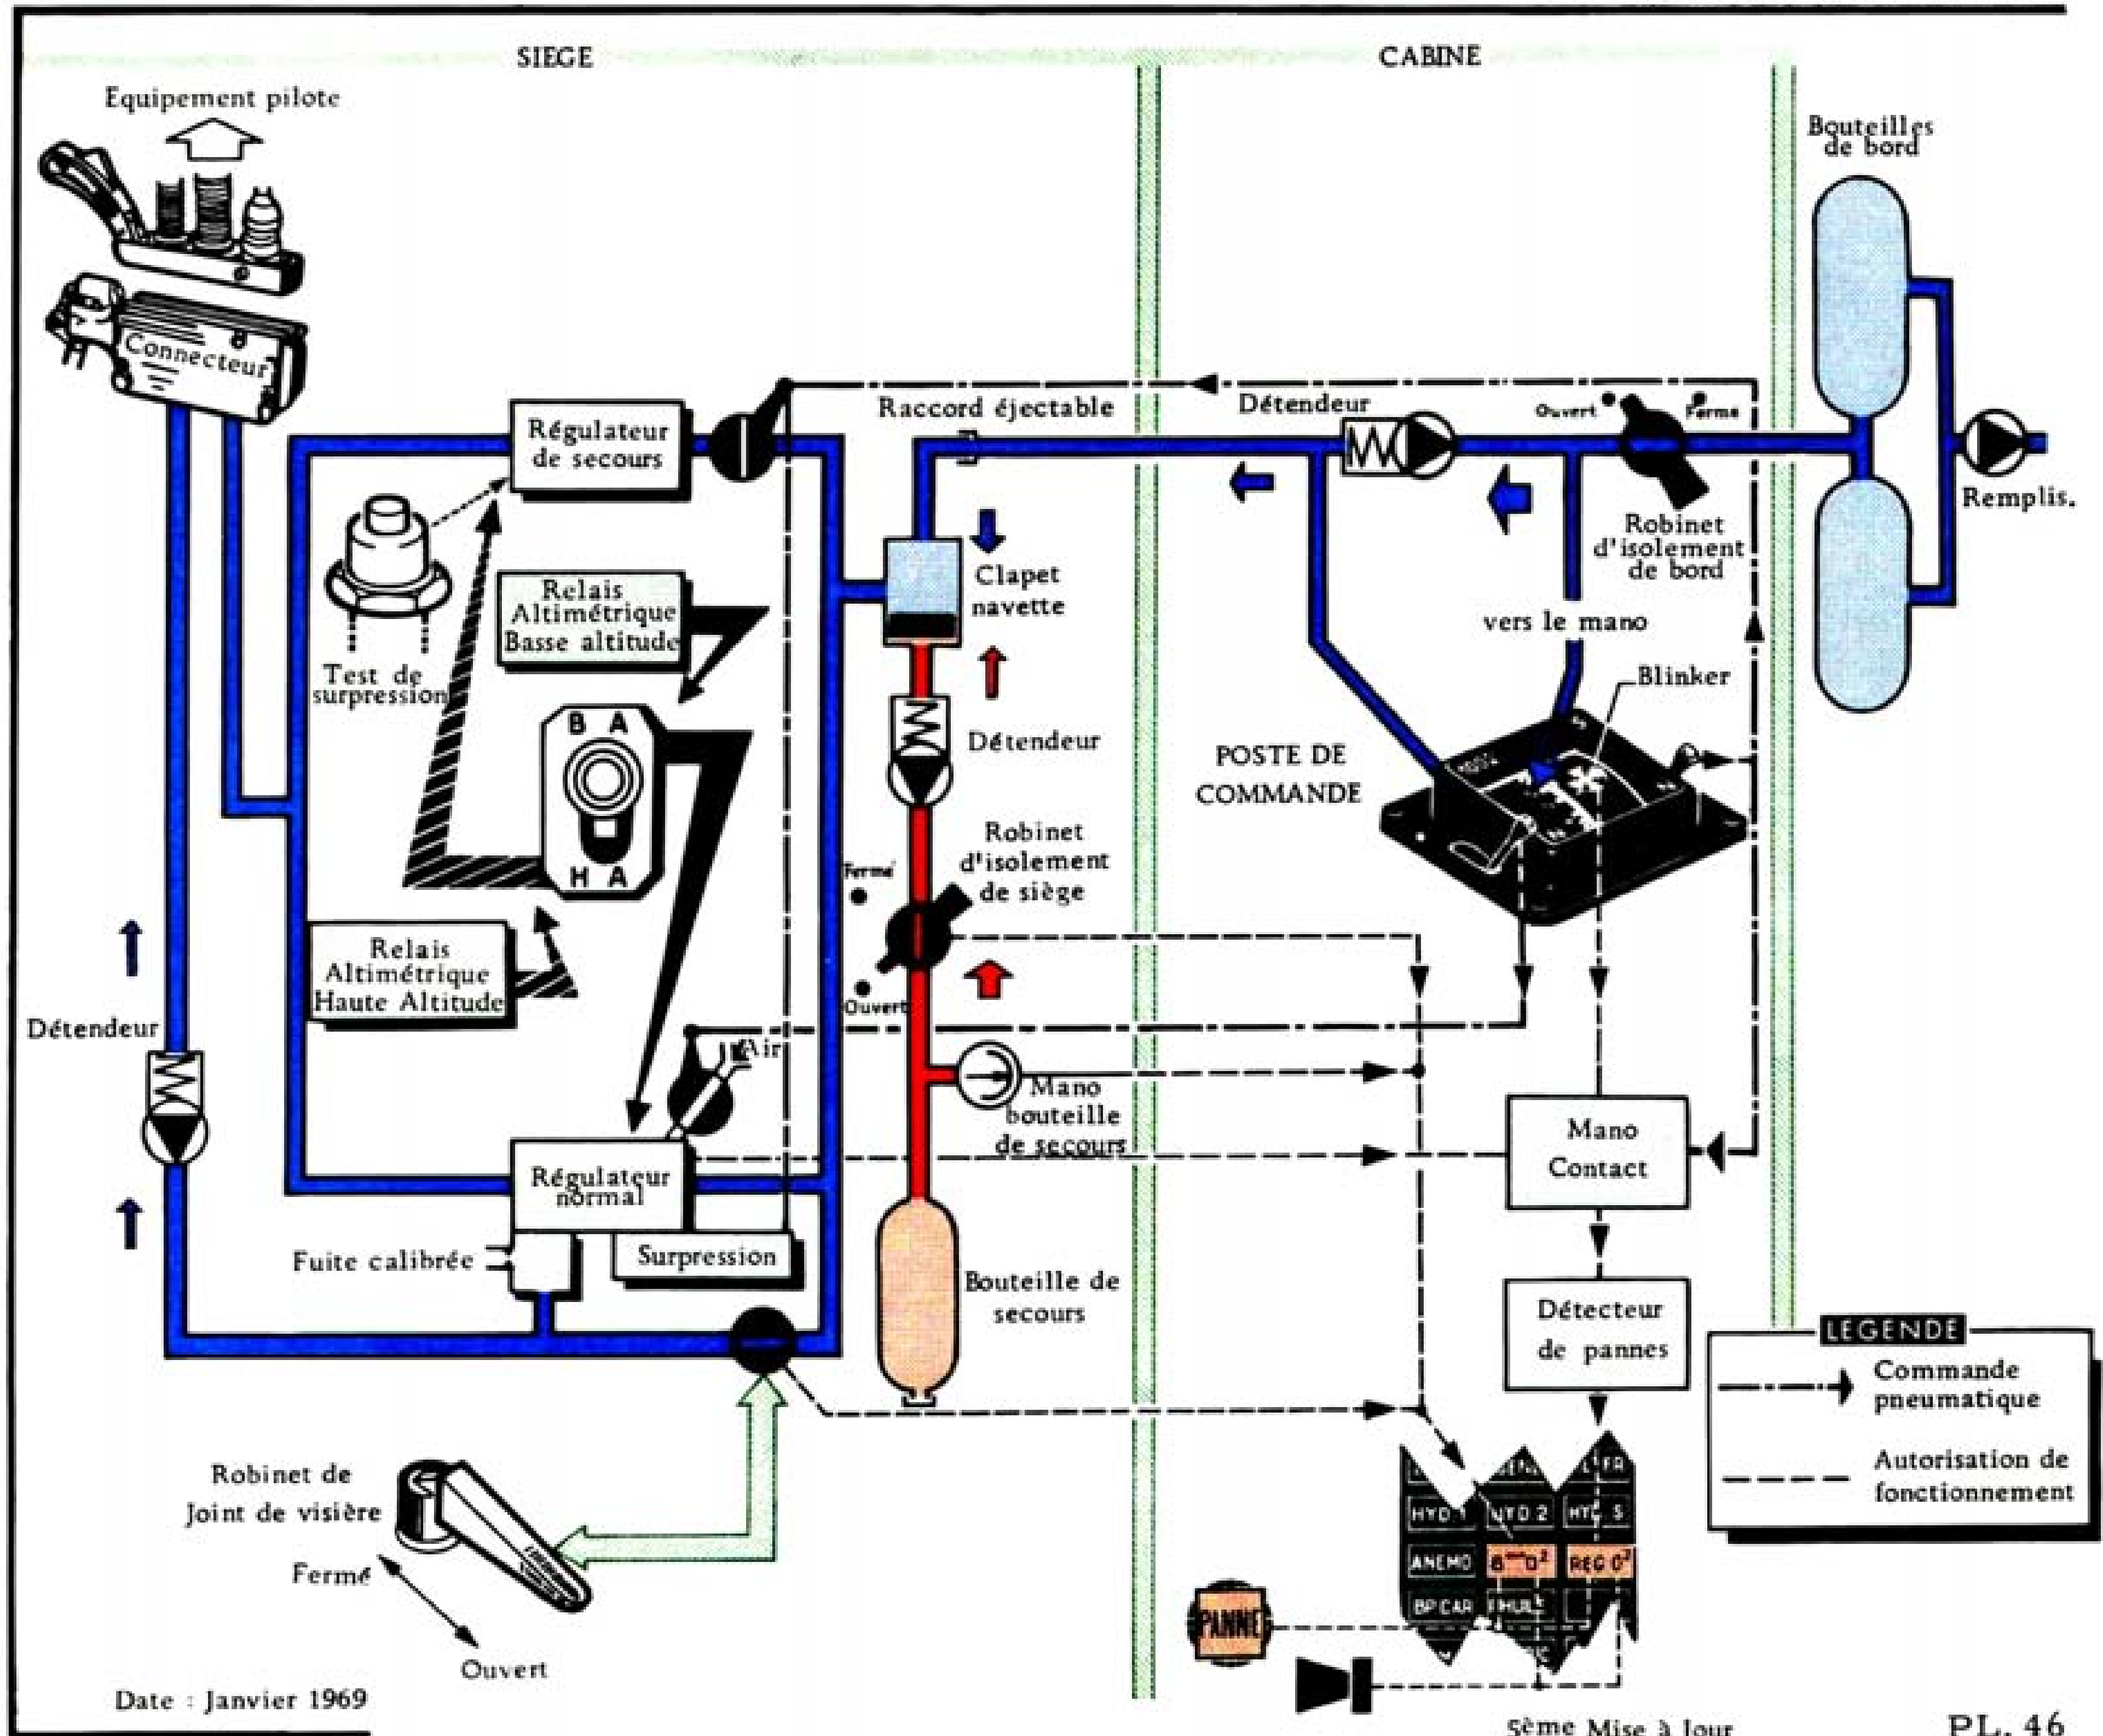 SIEGE
CABINE
Equipement pilote
Bouteilles
de bord
Connecteur
Régulateur
de secours
Raccord éjectable
Détendeur
Ouvert
Fermé
Remplis.
Robinet
d'isolement
de bord
Clapet
navette
Relais
Altimétrique
Basse altitude
vers le mano
Test de
surpression
Blinker
B A
H A
Détendeur
POSTE DE
COMMANDE
Robinet
d'isolement
de siège
Fermé
Ouvert
Relais
Altimétrique
Haute Altitude
Détendeur
Air
Mano
bouteille
de secours
Mano
Contact
Régulateur
normal
Fuite calibrée
Surpression
Bouteille de
secours
Détecteur
de pannes
LEGENDE
Commande
pneumatique
Autorisation de
fonctionnement
Robinet de
Joint de visière
Fermé
Ouvert
HYD 1
HYD 2
HYD S
ANEMO
REG O²
BP CAR
HUILE
PANNE
Date : Janvier 1969
5ème Mise à Jour
PL. 46